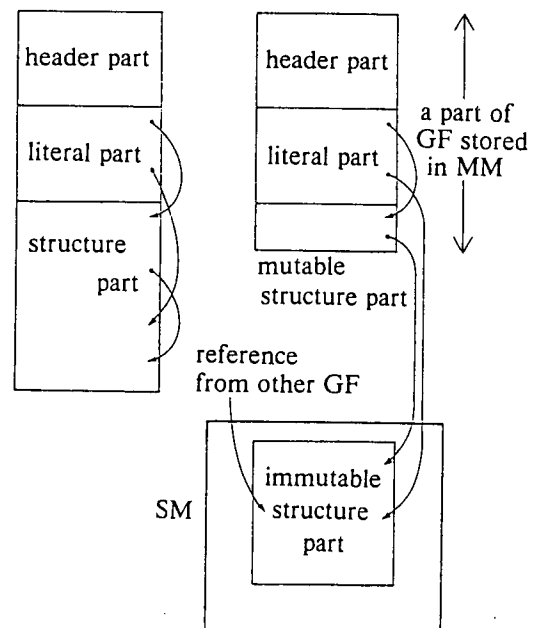 header part
literal part
structure
part
header part
literal part
mutable
structure part
a part of
GF stored
in MM
reference
from other GF
SM
immutable
structure
part